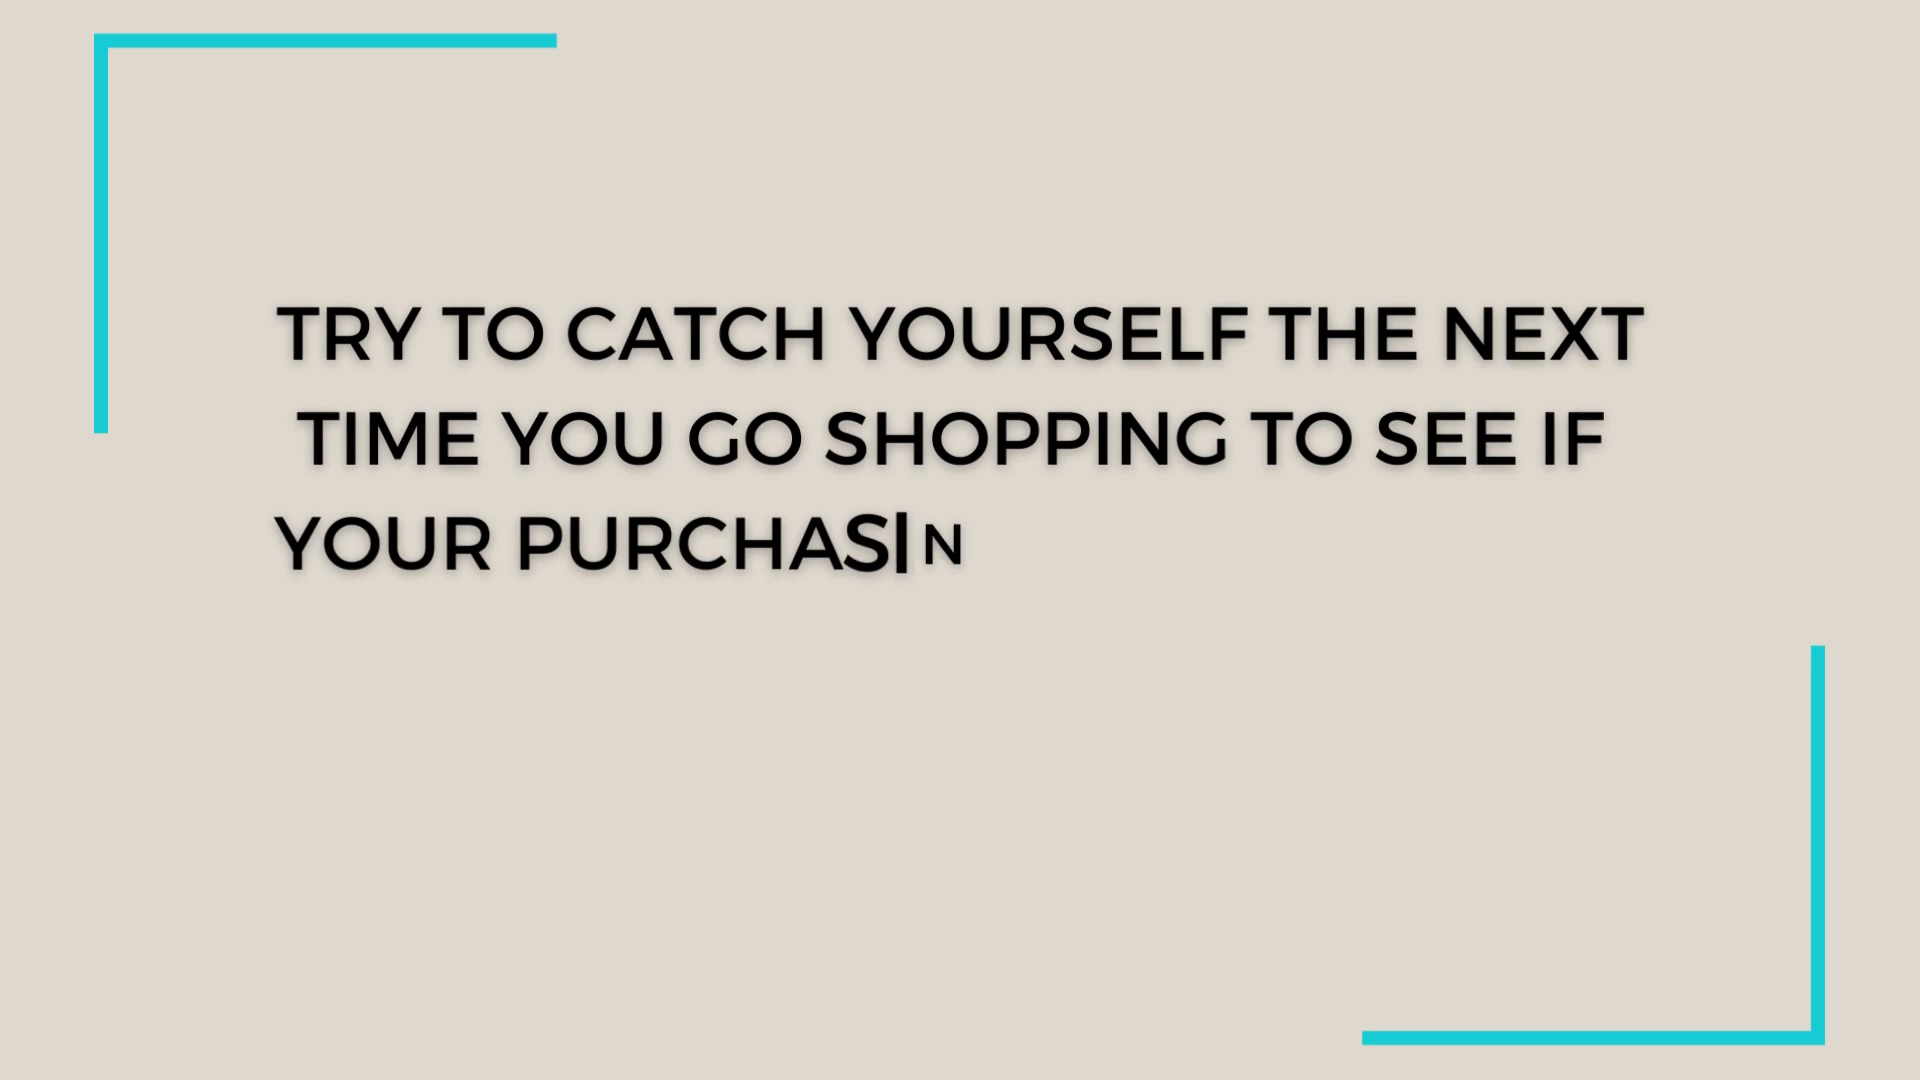 TRY TO CATCH YOURSELF THE NEXT
TIME YOU GO SHOPPING TO SEE IF
YOUR PURCHASIN